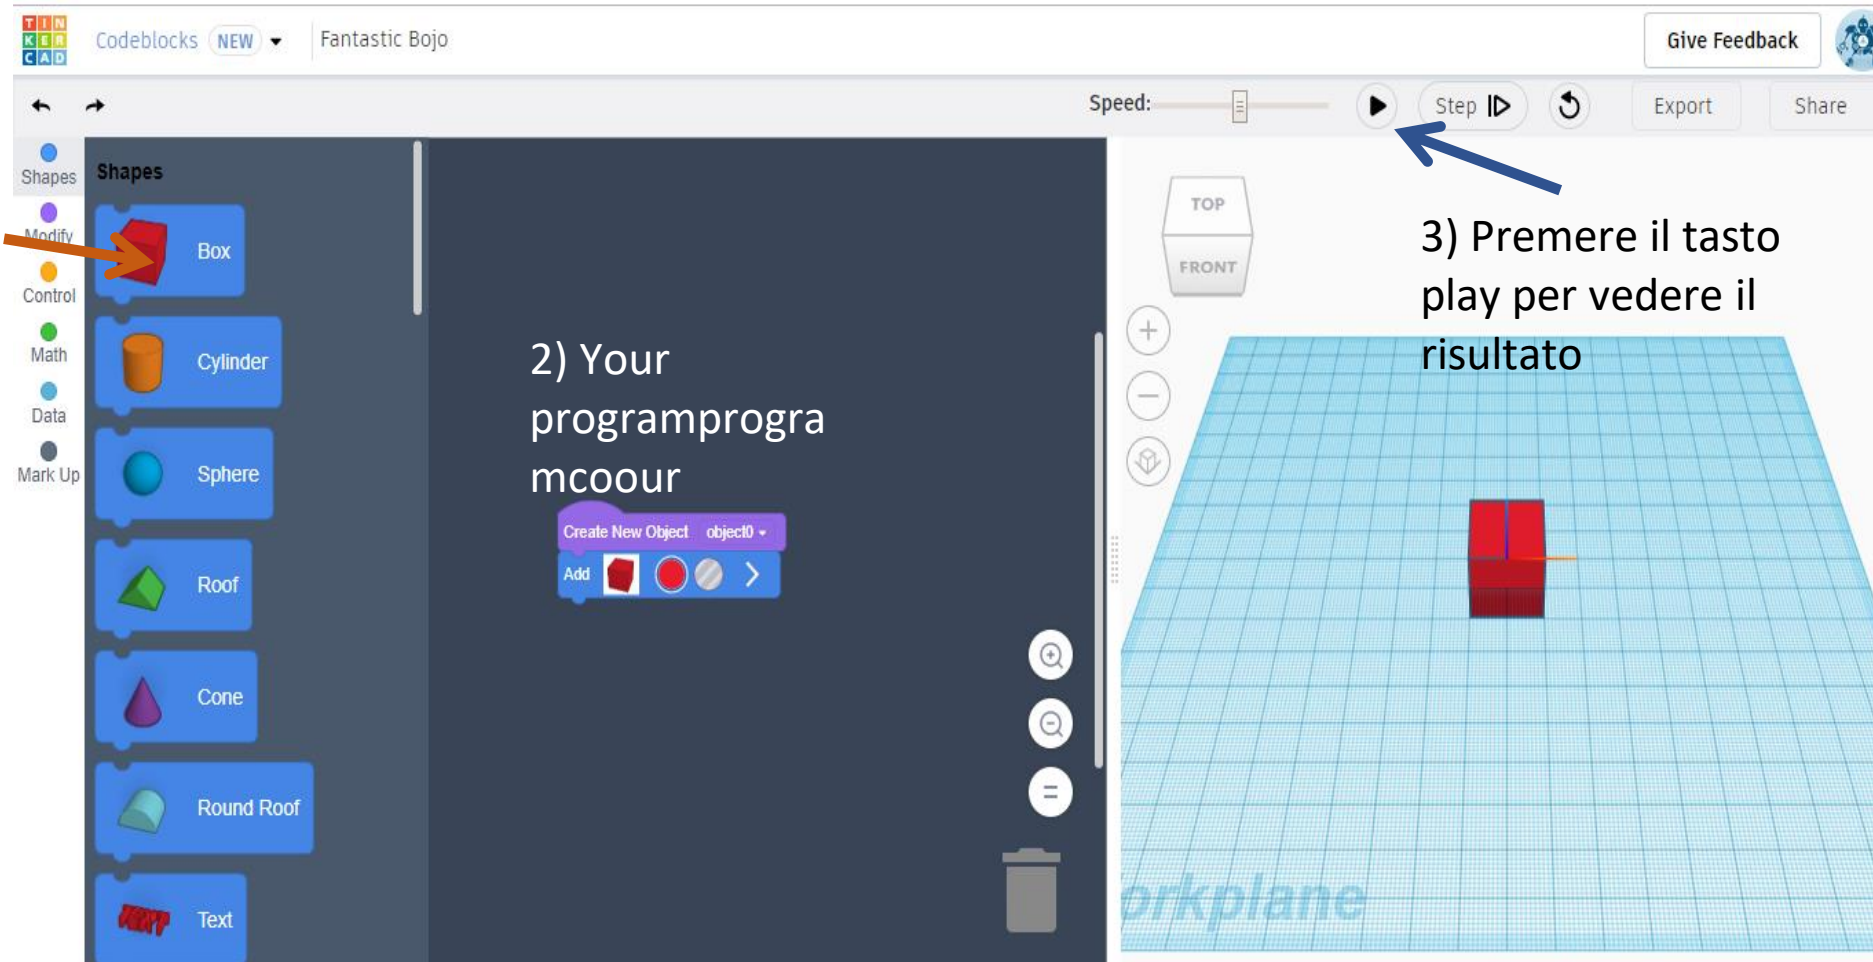 TIN
KER
CAD
Codeblocks NEW
Fantastic Bojo
Give Feedback
Speed:
Step
Export
Share
Shapes
Modify
Control
Math
Data
Mark Up
Shapes
Box
Cylinder
Sphere
Roof
Cone
Round Roof
TEXT Text
2) Your
programprogra
mcoour
Create New Object object0
Add
TOP
FRONT
3) Premere il tasto
play per vedere il
risultato
orkplane